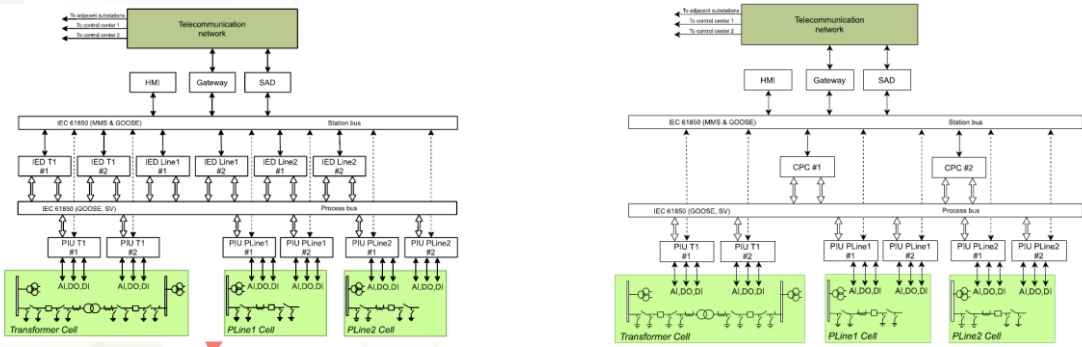 To adjacent substations
To control center 1
To control center 2
Telecommunication
network
HMI
Gateway
SAD
IEC 61850 (MMS & GOOSE)
Station bus
IED T1
#1
IED T1
#2
IED Line1
#1
IED Line1
#2
IED Line2
#1
IED Line2
#2
IEC 61850 (GOOSE, SV)
Process bus
PIU T1
#1
PIU T1
#2
PIU PLine1
#1
PIU PLine1
#2
PIU PLine2
#1
PIU PLine2
#2
AI,DO,DI
AI,DO,DI
AI,DO,DI
AI,DO,DI
AI,DO,DI
AI,DO,DI
Transformer Cell
PLine1 Cell
PLine2 Cell
To adjacent substations
To control center 1
To control center 2
Telecommunication
network
HMI
Gateway
SAD
IEC 61850 (MMS & GOOSE)
Station bus
CPC #1
CPC #2
IEC 61850 (GOOSE, SV)
Process bus
PIU T1
#1
PIU T1
#2
PIU PLine1
#1
PIU PLine1
#2
PIU PLine2
#1
PIU PLine2
#2
AI,DO,DI
AI,DO,DI
AI,DO,DI
AI,DO,DI
AI,DO,DI
AI,DO,DI
Transformer Cell
PLine1 Cell
PLine2 Cell